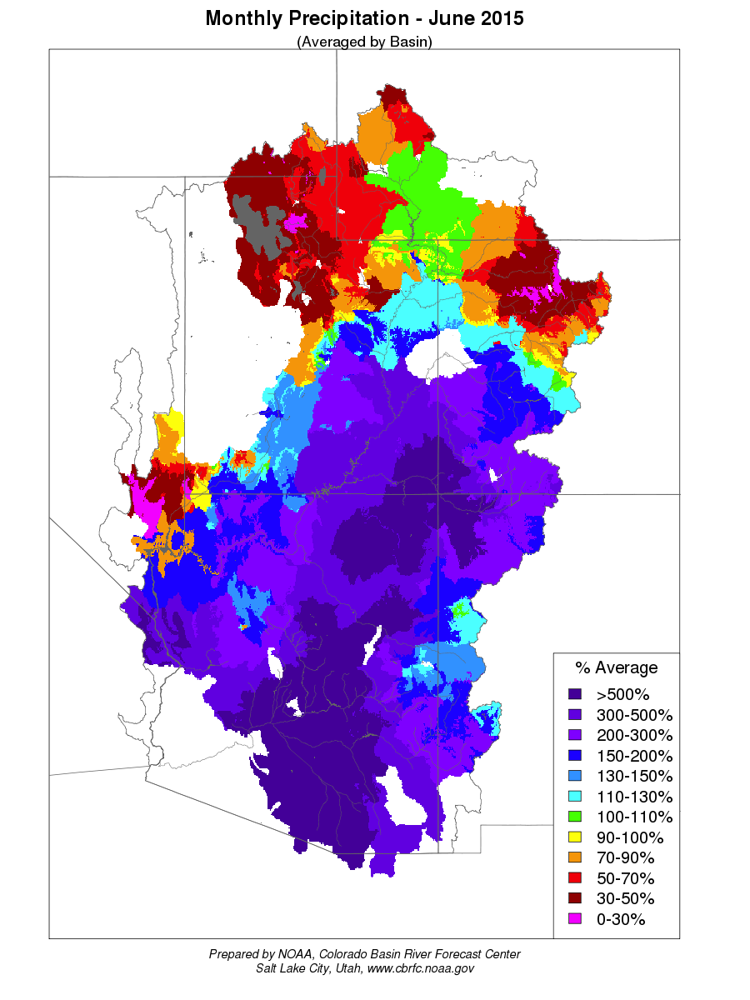 Monthly Precipitation - June 2015
(Averaged by Basin)
% Average
>500%
300-500%
200-300%
150-200%
130-150%
110-130%
100-110%
90-100%
70-90%
50-70%
30-50%
0-30%
Prepared by NOAA, Colorado Basin River Forecast Center
Salt Lake City, Utah, www.cbrfc.noaa.gov